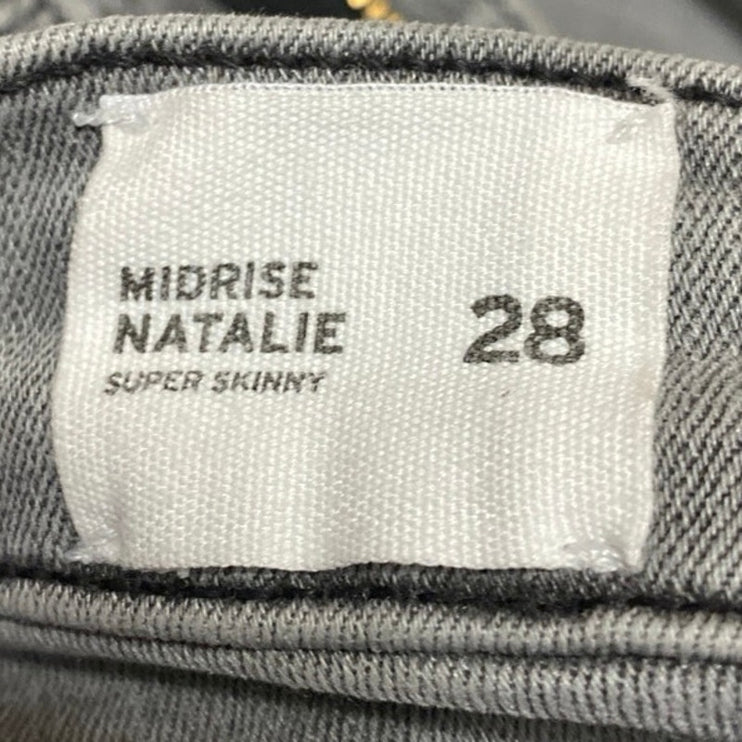 MIDRISE
NATALIE
SUPER SKINNY
28